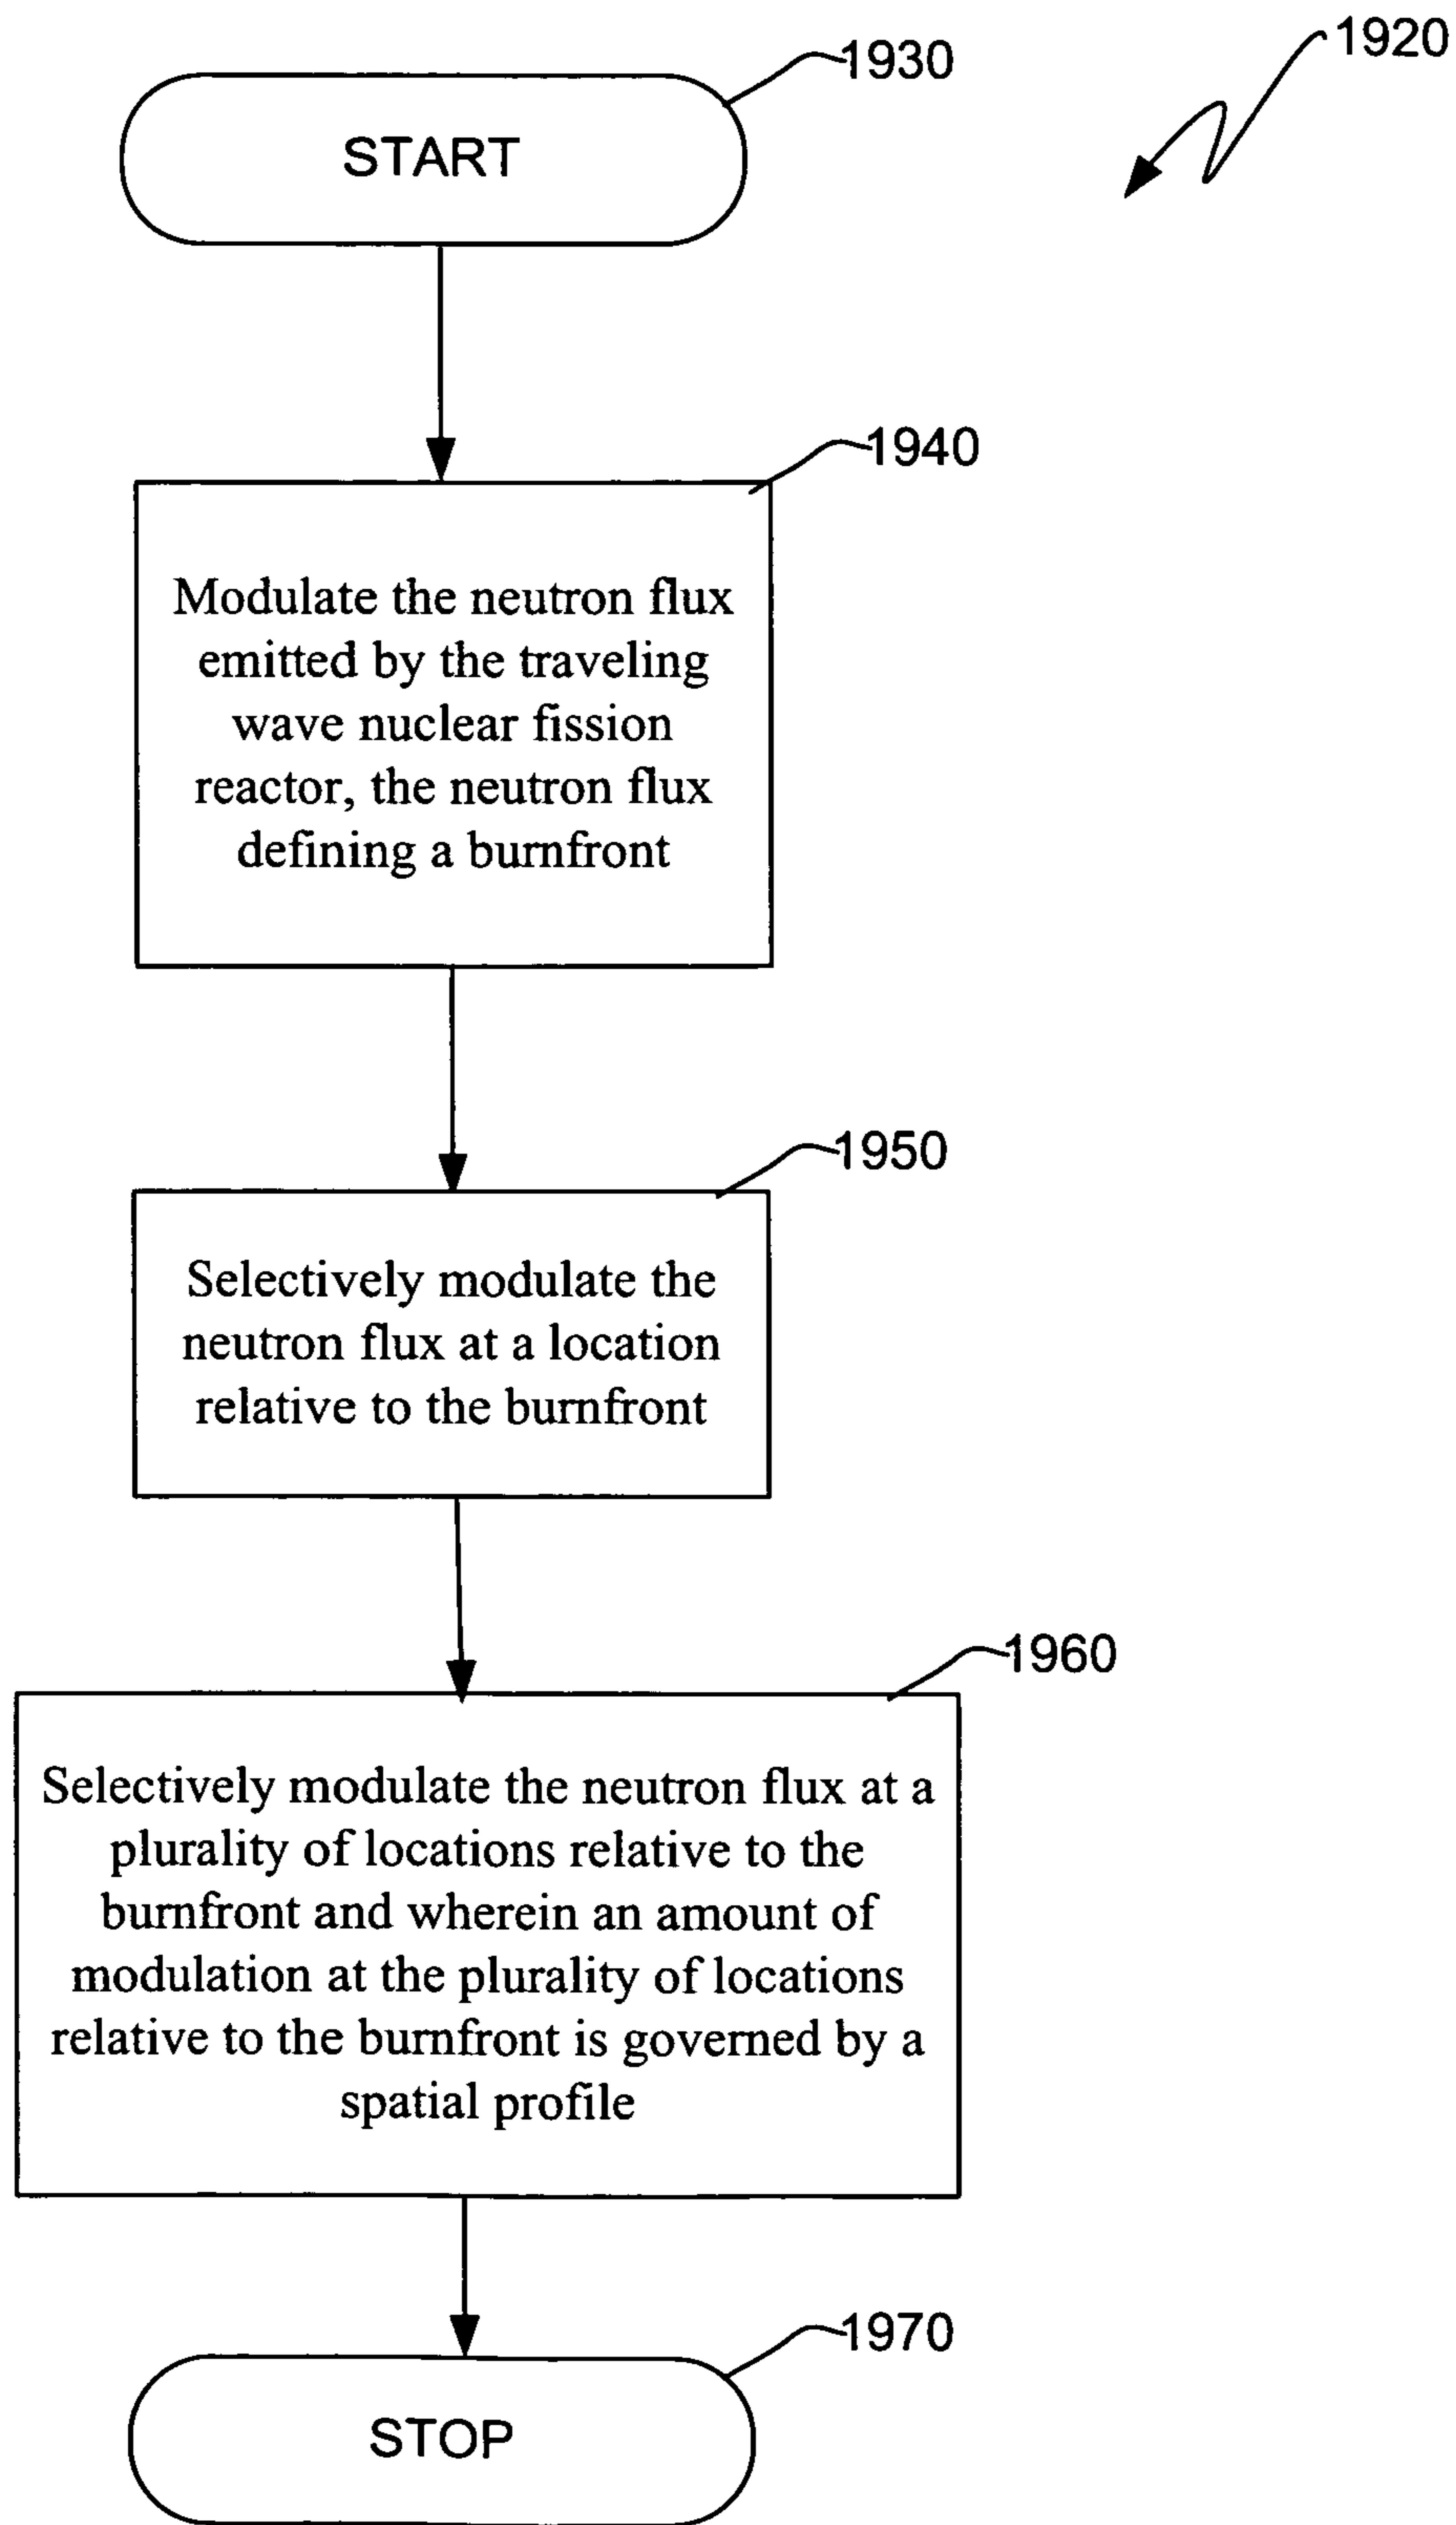 1920
1930
START
1940
Modulate the neutron flux
emitted by the traveling
wave nuclear fission
reactor, the neutron flux
defining a burnfront
1950
Selectively modulate the
neutron flux at a location
relative to the burnfront
1960
Selectively modulate the neutron flux at a
plurality of locations relative to the
burnfront and wherein an amount of
modulation at the plurality of locations
relative to the burnfront is governed by a
spatial profile
1970
STOP